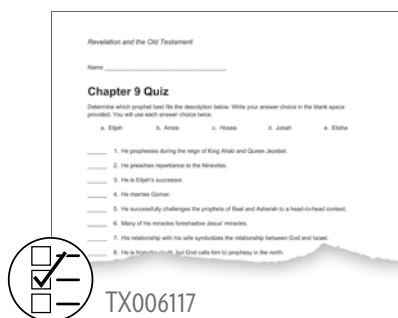 Revelation and the Old Testament
Name
Chapter 9 Quiz
Determine which prophet best fits the description below. Write your answer choice in the blank space
provided. You will use each answer choice twice.
a. Elijah b. Amos c. Hosea d. Jonah e. Elisha
1. He prophesies during the reign of King Ahab and Queen Jezebel.
2. He preaches repentance to the Ninevites.
3. He is Elijah's successor.
4. He marries Gomer.
5. He successfully challenges the prophets of Baal and Asherah to a head-to-head contest.
6. Many of his miracles foreshadow Jesus' miracles.
7. His relationship with his wife symbolizes the relationship between God and Israel.
8. He is from the south, but God calls him to prophesy in the north.
TX006117